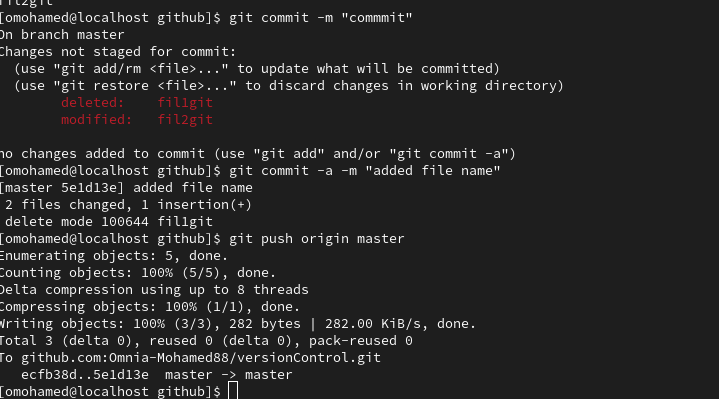 fil2git
[omohamed@localhost github]$ git commit -m "commmit"
On branch master
Changes not staged for commit:
  (use "git add/rm <file>..." to update what will be committed)
  (use "git restore <file>..." to discard changes in working directory)
        deleted:    fil1git
        modified:   fil2git

no changes added to commit (use "git add" and/or "git commit -a")
[omohamed@localhost github]$ git commit -a -m "added file name"
[master 5e1d13e] added file name
 2 files changed, 1 insertion(+)
 delete mode 100644 fil1git
[omohamed@localhost github]$ git push origin master
Enumerating objects: 5, done.
Counting objects: 100% (5/5), done.
Delta compression using up to 8 threads
Compressing objects: 100% (1/1), done.
Writing objects: 100% (3/3), 282 bytes | 282.00 KiB/s, done.
Total 3 (delta 0), reused 0 (delta 0), pack-reused 0
To github.com:Omnia-Mohamed88/versionControl.git
   ecfb38d..5e1d13e  master -> master
[omohamed@localhost github]$